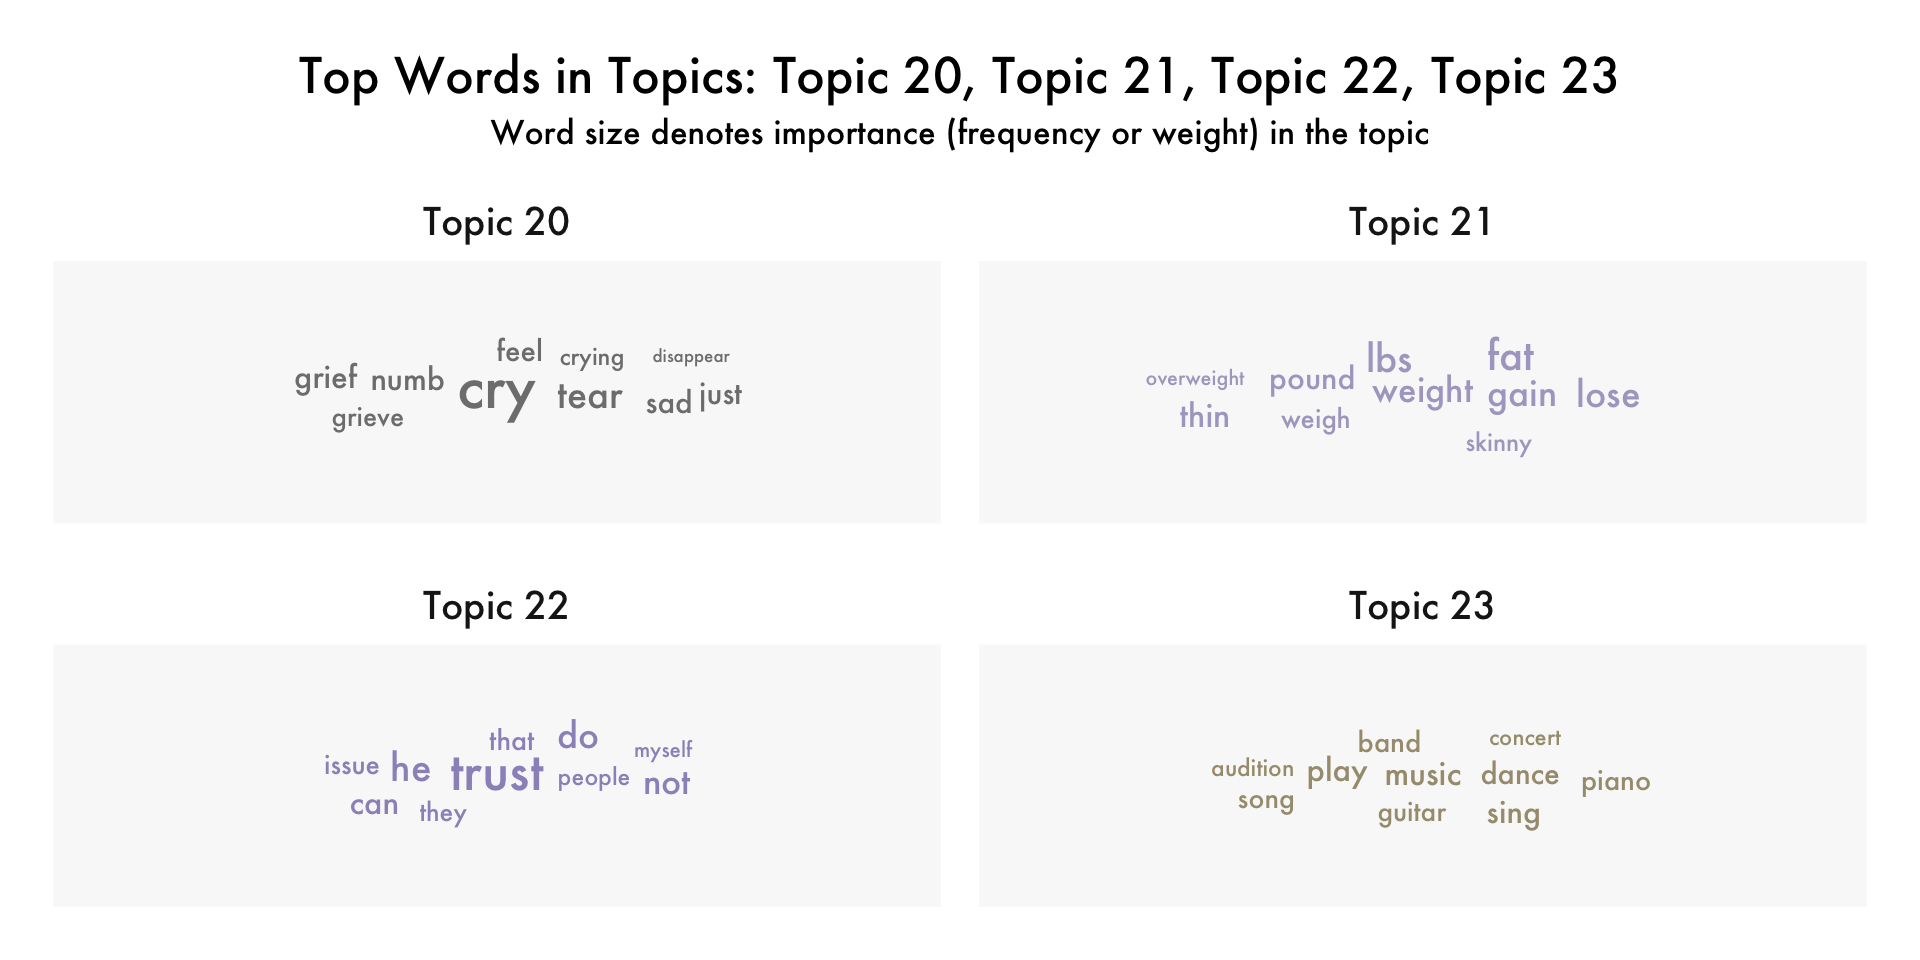 Top Words in Topics: Topic 20, Topic 21, Topic 22, Topic 23
Word size denotes importance (frequency or weight) in the topic
Topic 20
feel crying disappear
grief numb cry tear sad just
grieve
Topic 21
lbs fat
overweight pound weight gain lose
thin weigh
skinny
Topic 22
that do myself
issue he trust people not
can they
Topic 23
band concert
audition play music dance piano
song guitar sing